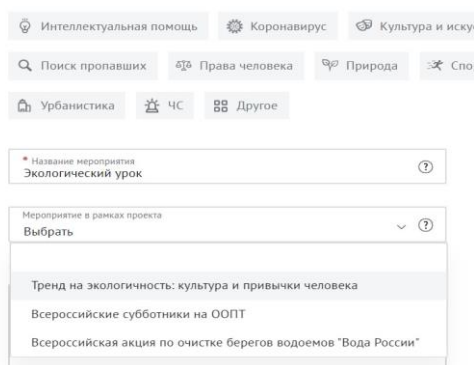 Интеллектуальная помощь Коронавирус Культура и иску
Поиск пропавших Права человека Природа Спо
Урбанистика ЧС Другое
* Название мероприятия
Экологический урок
Мероприятие в рамках проекта
Выбрать
Тренд на экологичность: культура и привычки человека
Всероссийские субботники на ООПТ
Всероссийская акция по очистке берегов водоемов "Вода России"